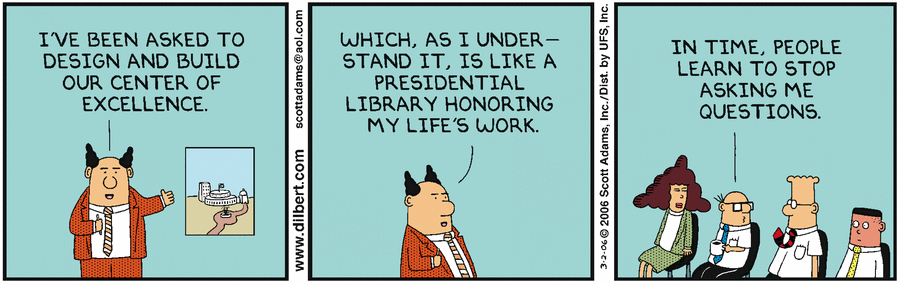 I'VE BEEN ASKED TO
DESIGN AND BUILD
OUR CENTER OF
EXCELLENCE.
www.dilbert.com scottadams@aol.com
WHICH, AS I UNDER–
STAND IT, IS LIKE A
PRESIDENTIAL
LIBRARY HONORING
MY LIFE'S WORK.
3-2-06 © 2006 Scott Adams, Inc./Dist. by UFS, Inc.
IN TIME, PEOPLE
LEARN TO STOP
ASKING ME
QUESTIONS.